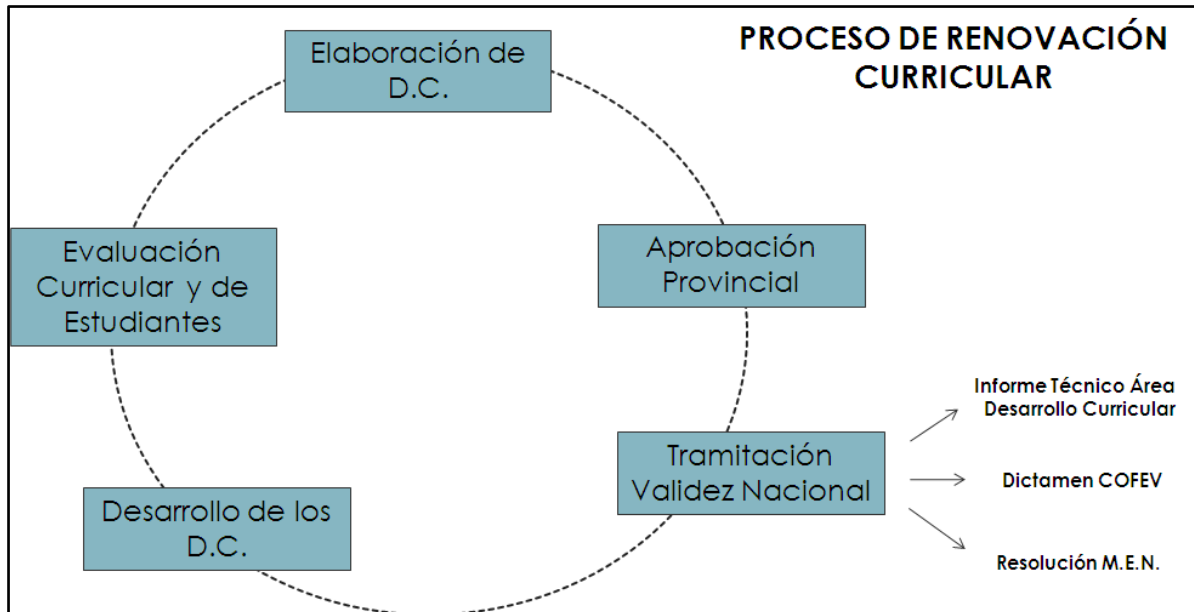 PROCESO DE RENOVACIÓN
CURRICULAR
Elaboración de
D.C.
Aprobación
Provincial
Tramitación
Validez Nacional
Informe Técnico Área
Desarrollo Curricular
Dictamen COFEV
Resolución M.E.N.
Desarrollo de los
D.C.
Evaluación
Curricular y de
Estudiantes